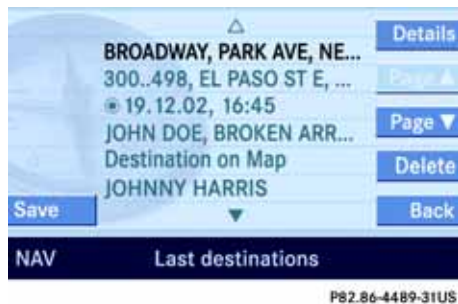 BROADWAY, PARK AVE, NE...
300..498, EL PASO ST E, ...
19.12.02, 16:45
JOHN DOE, BROKEN ARR...
Destination on Map
JOHNNY HARRIS
Details
Page ▲
Page ▼
Delete
Back
Save
NAV Last destinations
P82.86-4489-31US